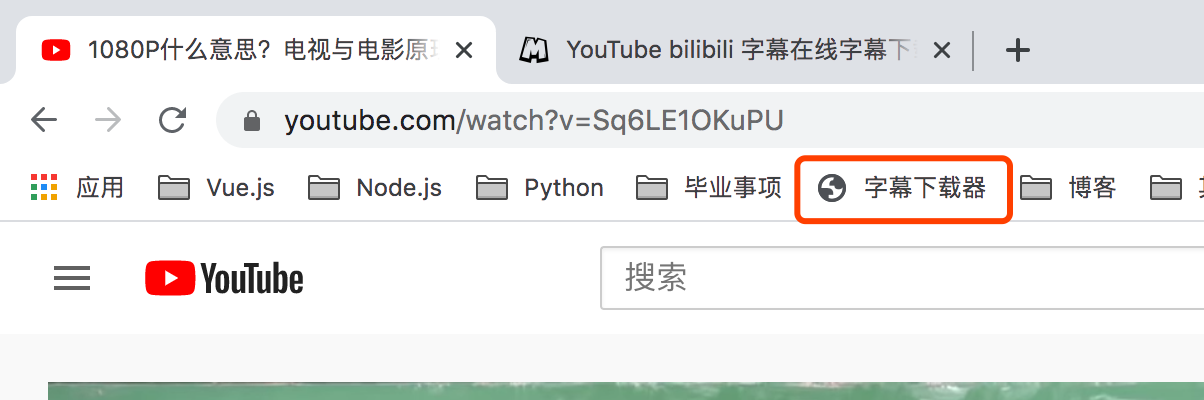 1080P什么意思？电视与电影原
YouTube bilibili 字幕在线字幕下
youtube.com/watch?v=Sq6LE1OKuPU
应用 Vue.js Node.js Python 毕业事项 字幕下载器 博客
YouTube 搜索